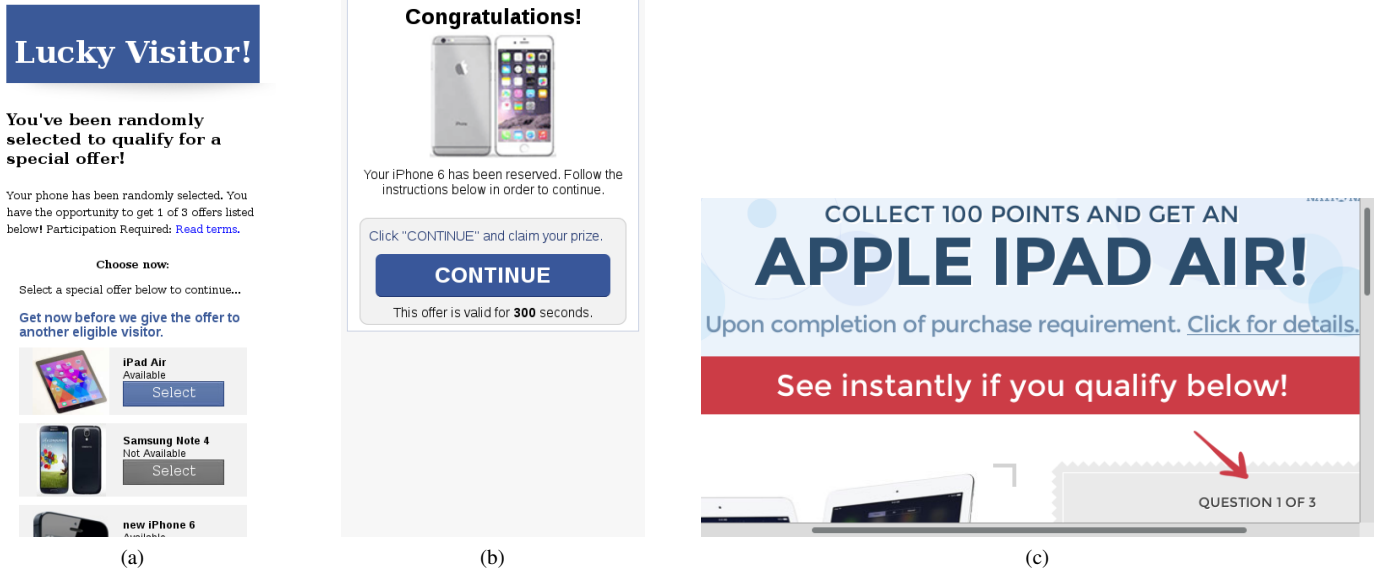 Lucky Visitor!
You've been randomly
selected to qualify for a
special offer!
Your phone has been randomly selected. You
have the opportunity to get 1 of 3 offers listed
below! Participation Required: Read terms.
Choose now:
Select a special offer below to continue...
Get now before we give the offer to
another eligible visitor.
iPad Air
Available
Select
Samsung Note 4
Not Available
Select
new iPhone 6
Available
(a)
Congratulations!
iPhone
Your iPhone 6 has been reserved. Follow the
instructions below in order to continue.
Click "CONTINUE" and claim your prize.
CONTINUE
This offer is valid for 300 seconds.
(b)
COLLECT 100 POINTS AND GET AN
APPLE IPAD AIR!
Upon completion of purchase requirement. Click for details.
See instantly if you qualify below!
QUESTION 1 OF 3
(c)